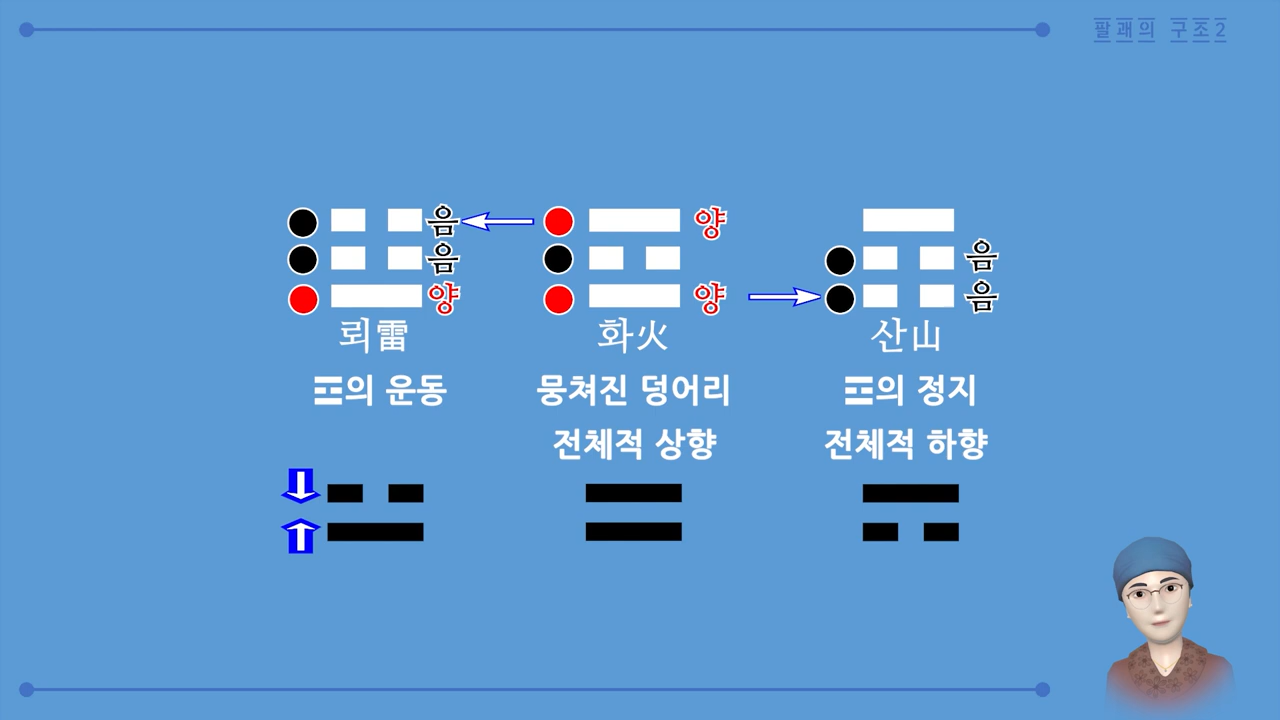 팔괘의 구조2
음 양
음 음 음
양 양 음
뢰雷 화火 산山
☲의 운동 뭉쳐진 덩어리 ☲의 정지
전체적 상향 전체적 하향